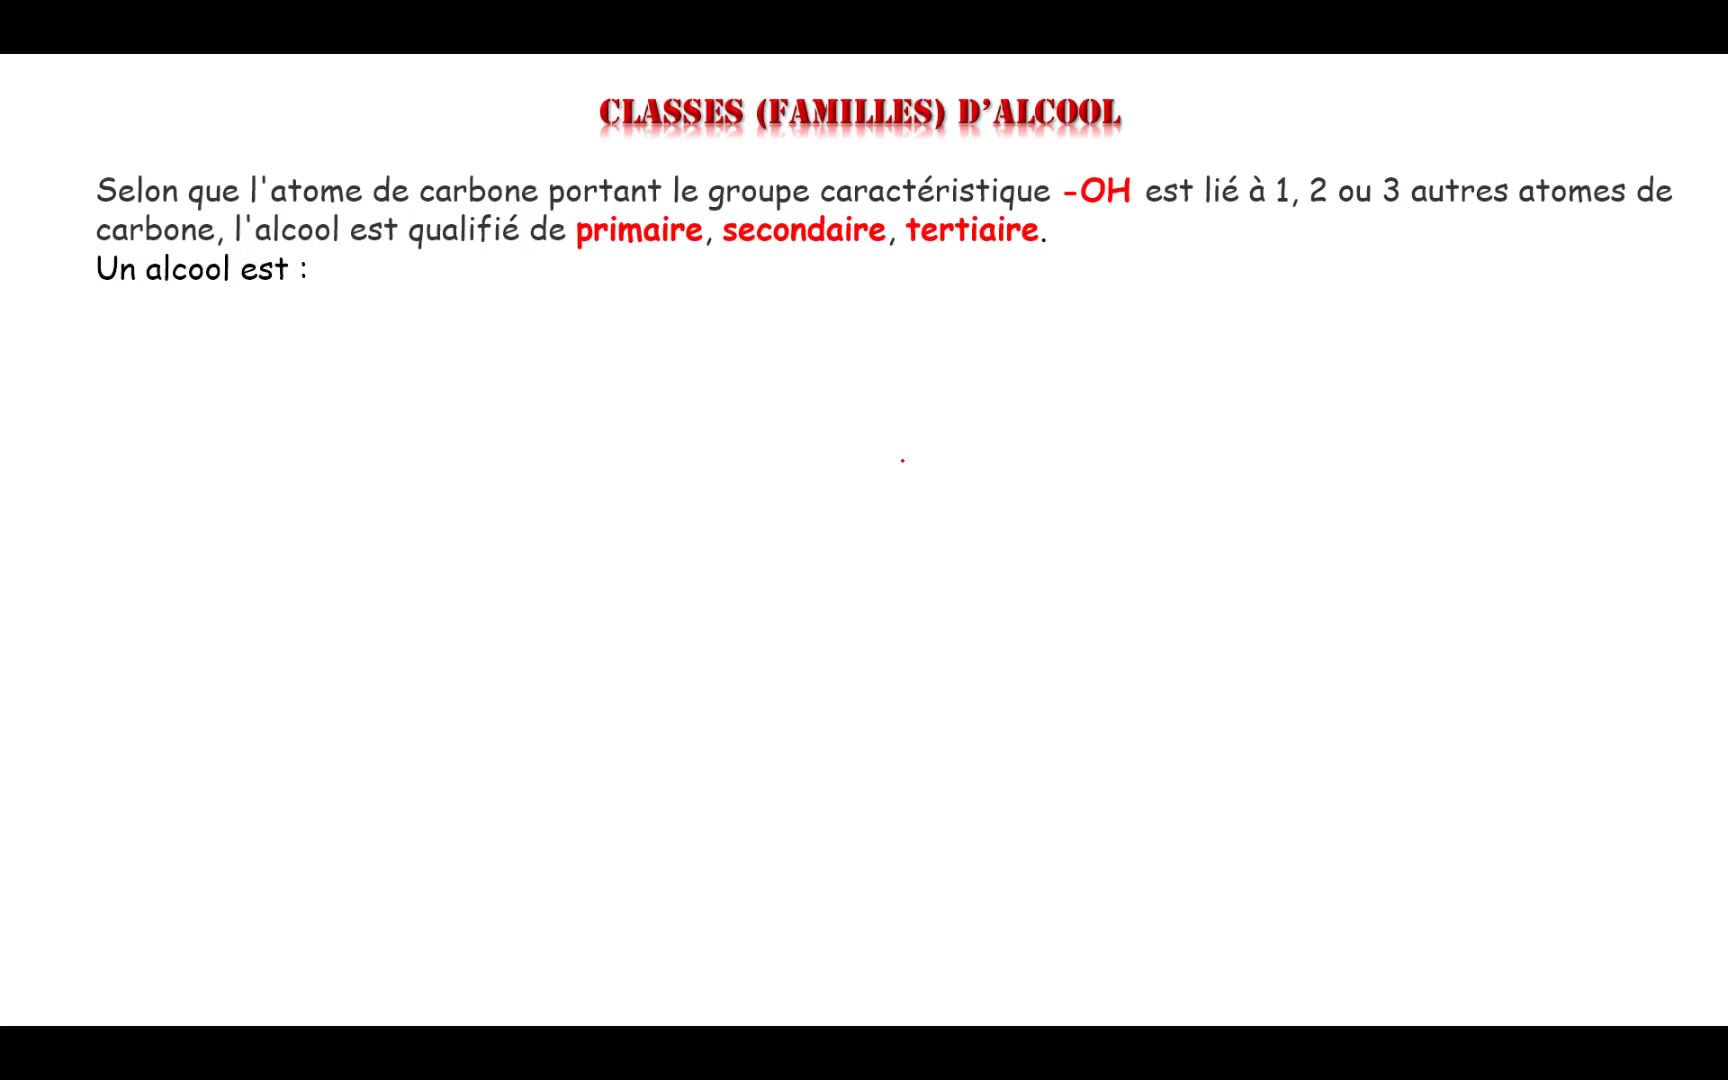 CLASSES (FAMILLES) D’ALCOOL
Selon que l'atome de carbone portant le groupe caractéristique -OH est lié à 1, 2 ou 3 autres atomes de
carbone, l'alcool est qualifié de primaire, secondaire, tertiaire.
Un alcool est :